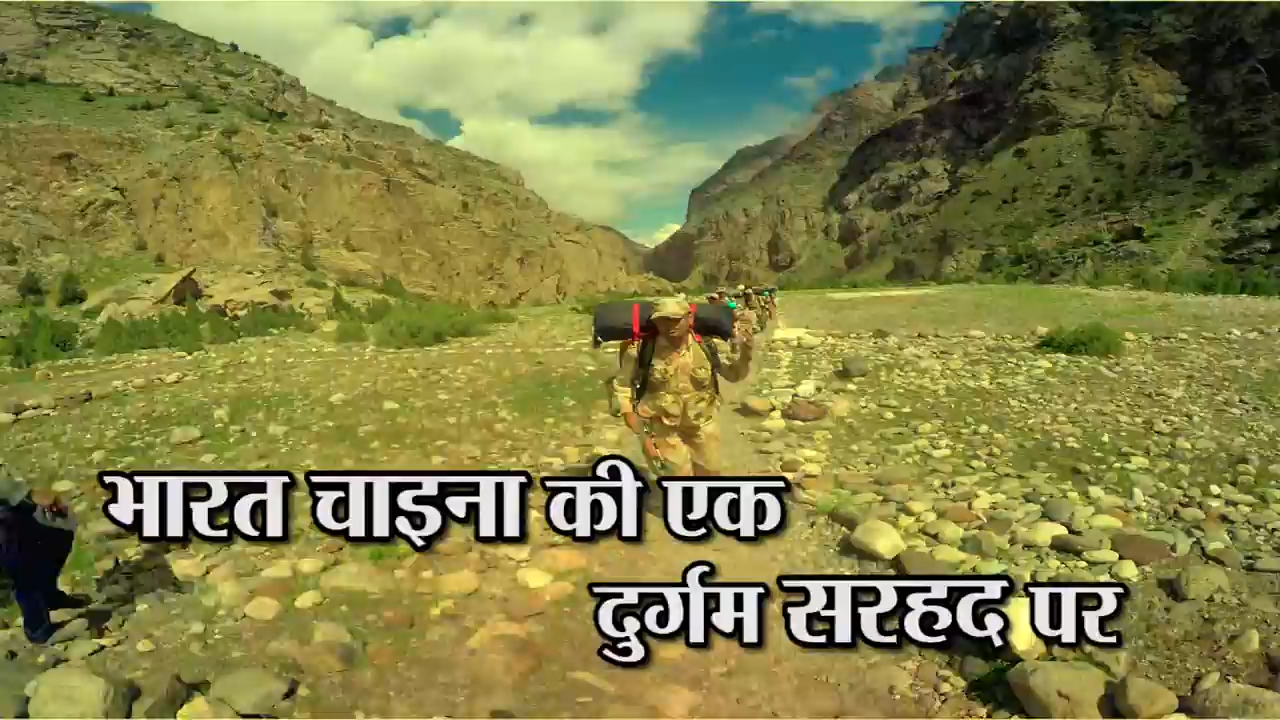 भारत चाइना की एक
दुर्गम सरहद पर